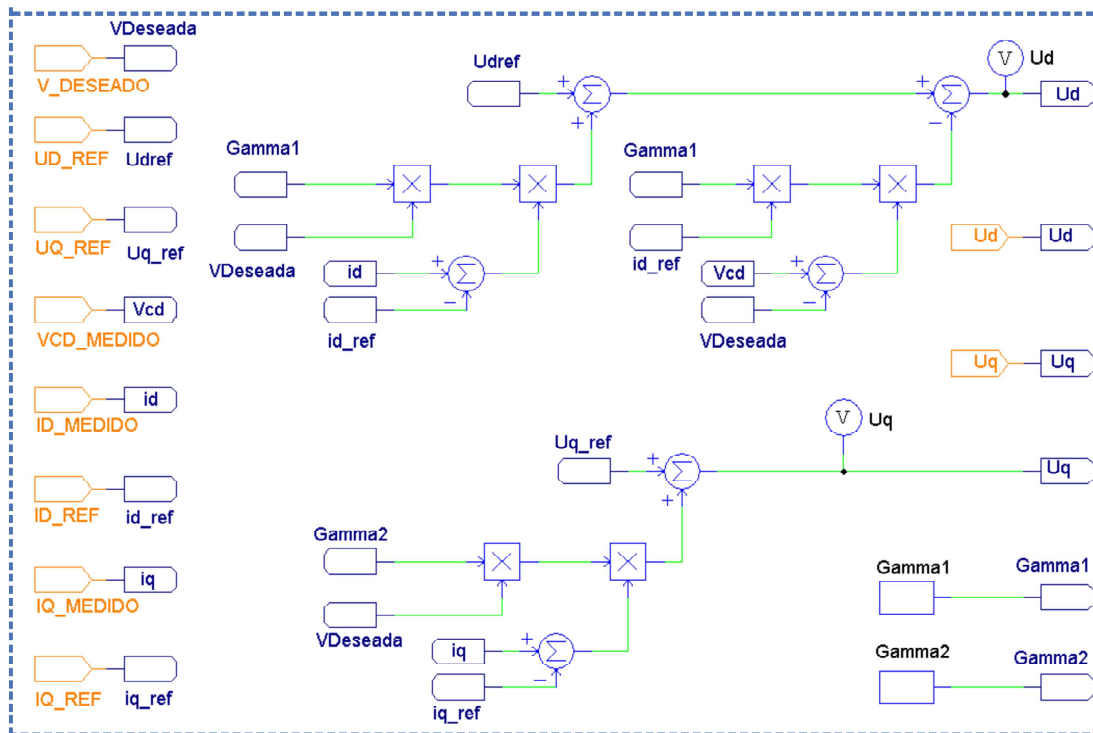 VDeseada
V_DESEADO
UD_REF
Udref
UQ_REF
Uq_ref
Vcd
VCD_MEDIDO
id
ID_MEDIDO
ID_REF
id_ref
iq
IQ_MEDIDO
IQ_REF
iq_ref
Udref
+
Σ
+
+
Σ
−
V
Ud
Ud
Gamma1
×
×
VDeseada
id
+
Σ
−
id_ref
Gamma1
×
×
id_ref
Vcd
+
Σ
−
VDeseada
Ud
Ud
Uq
Uq
Uq_ref
+
Σ
+
V
Uq
Uq
Gamma2
×
×
VDeseada
iq
+
Σ
−
iq_ref
Gamma1
Gamma1
Gamma2
Gamma2